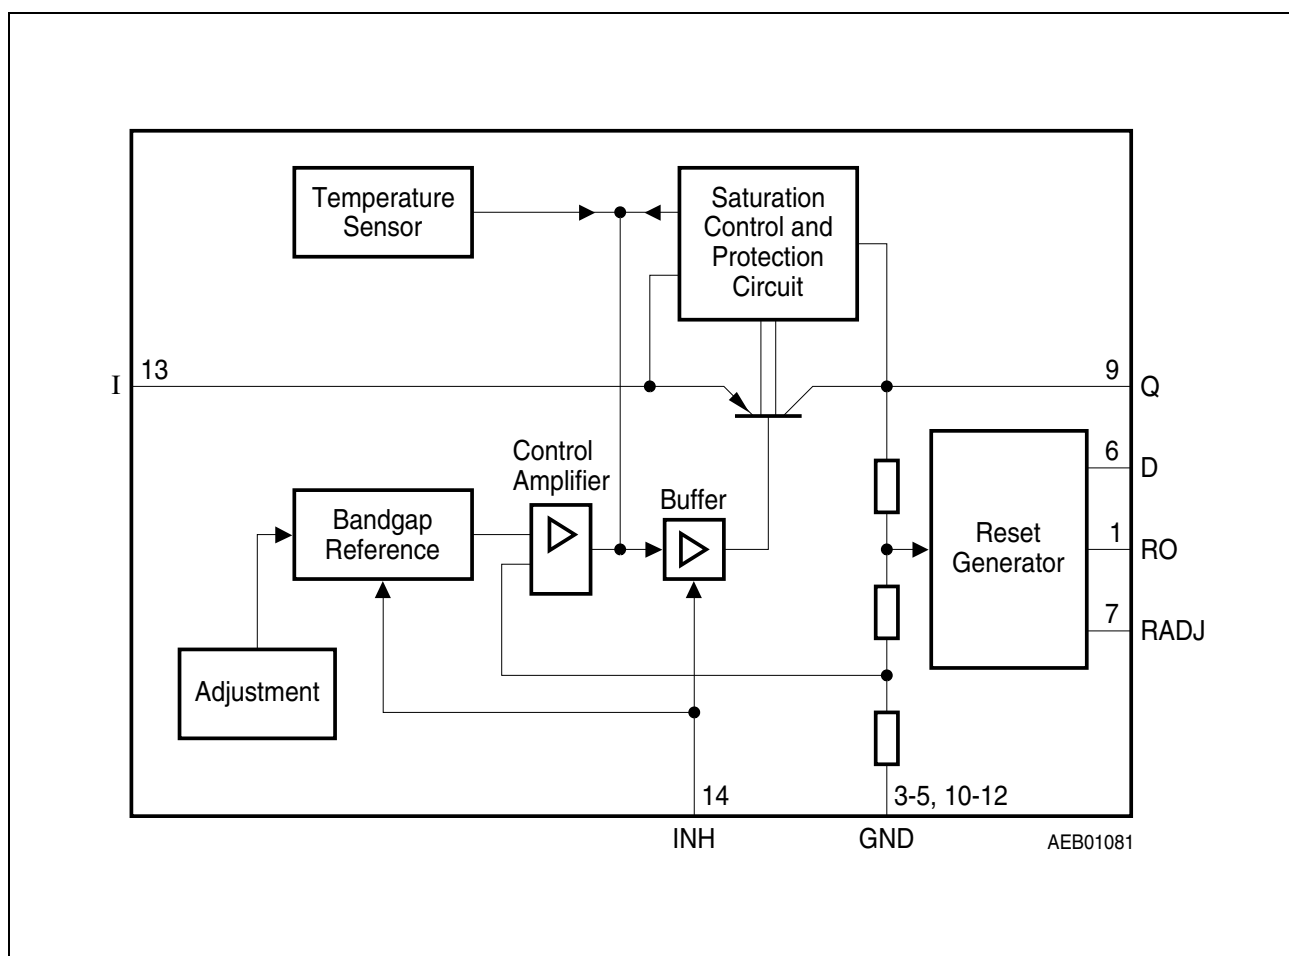 Temperature
Sensor
Saturation
Control and
Protection
Circuit
I
13
9
Q
Control
Amplifier
Buffer
Bandgap
Reference
Reset
Generator
6
D
1
RO
7
RADJ
Adjustment
14
3-5, 10-12
INH
GND
AEB01081